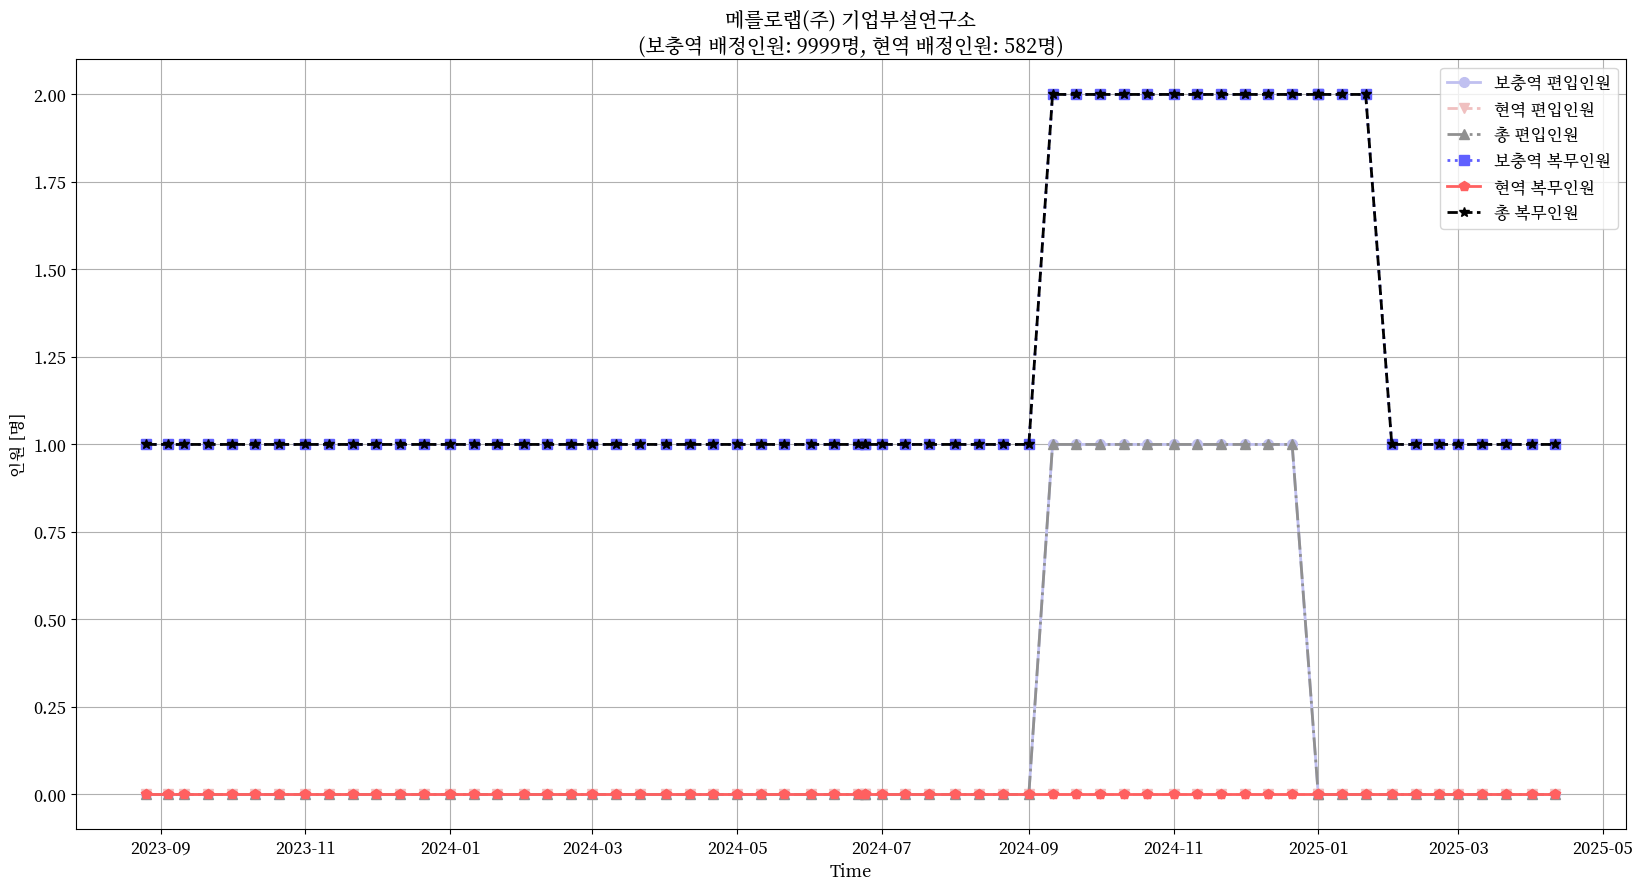 메를로랩(주) 기업부설연구소
(보충역 배정인원: 9999명, 현역 배정인원: 582명)
보충역 편입인원
현역 편입인원
총 편입인원
보충역 복무인원
현역 복무인원
총 복무인원
2.00
1.75
1.50
1.25
1.00
0.75
0.50
0.25
0.00
인원 [명]
2023-09
2023-11
2024-01
2024-03
2024-05
2024-07
2024-09
2024-11
2025-01
2025-03
2025-05
Time